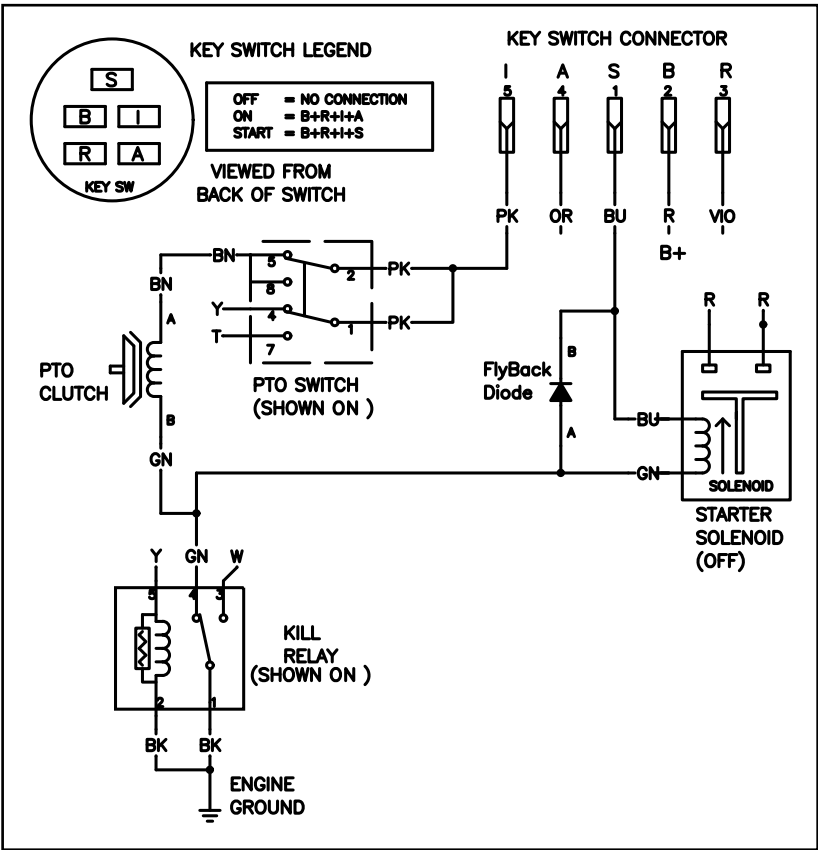 KEY SWITCH LEGEND
S
B I
R A
KEY SW
OFF = NO CONNECTION
ON = B+R+I+A
START = B+R+I+S
VIEWED FROM
BACK OF SWITCH
KEY SWITCH CONNECTOR
I A S B R
5 4 1 2 3
PK OR BU R VIO
B+
BN
BN
5
8
4
7
2
1
PK
PK
Y
T
PTO SWITCH
(SHOWN ON )
A
PTO
CLUTCH
B
GN
FlyBack
Diode
B
A
R R
BU
GN
SOLENOID
STARTER
SOLENOID
(OFF)
Y GN W
5 4 3
KILL
RELAY
(SHOWN ON )
2 1
BK BK
ENGINE
GROUND